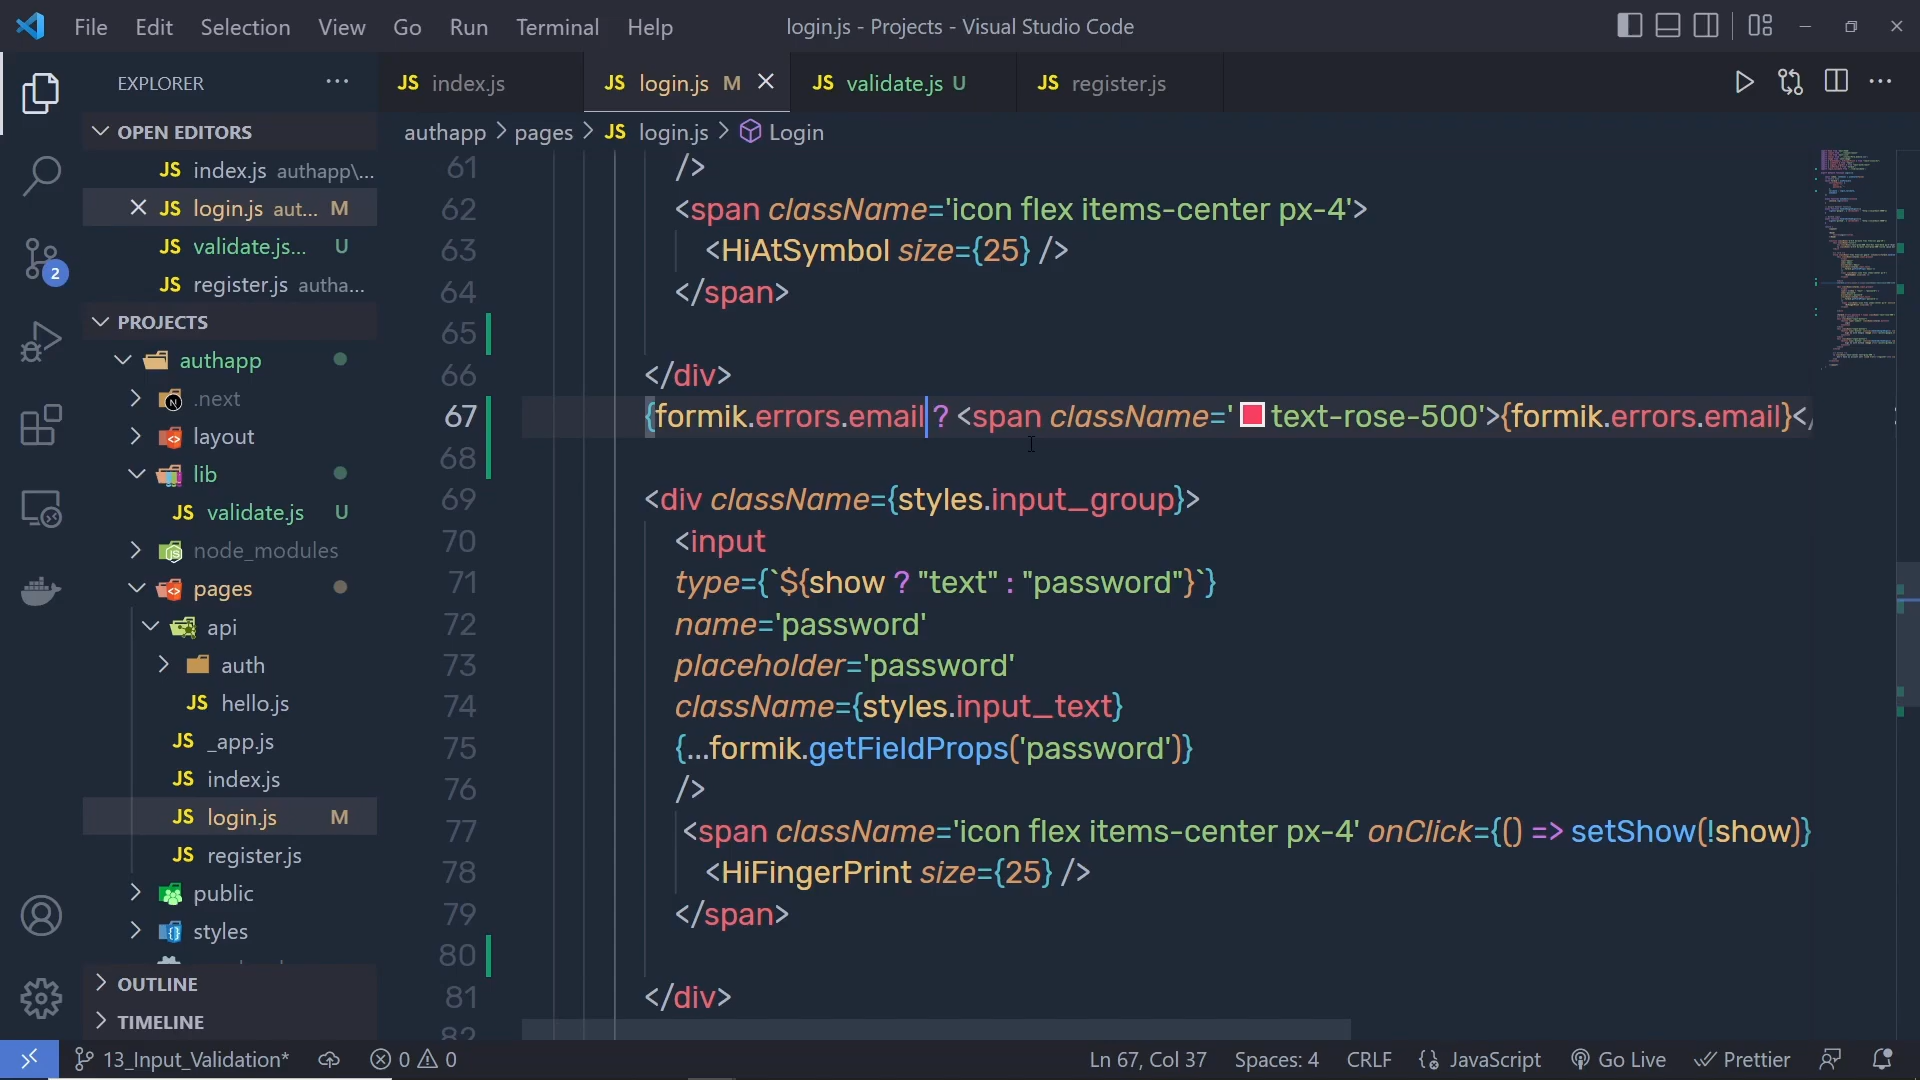 File Edit Selection View Go Run Terminal Help login.js - Projects - Visual Studio Code
EXPLORER
JS index.js
JS login.js M
JS validate.js U
JS register.js
OPEN EDITORS
JS index.js authapp\...
JS login.js aut... M
JS validate.js... U
JS register.js autha...
PROJECTS
authapp
.next
layout
lib
JS validate.js U
node_modules
pages
api
auth
JS hello.js
JS _app.js
JS index.js
JS login.js M
JS register.js
public
styles
OUTLINE
TIMELINE
2
authapp > pages > JS login.js > Login
61 />
62 <span className='icon flex items-center px-4'>
63 <HiAtSymbol size={25} />
64 </span>
65
66 </div>
67 {formik.errors.email ? <span className='text-rose-500'>{formik.errors.email}</
68
69 <div className={styles.input_group}>
70 <input
71 type={`${show ? "text" : "password"}`}
72 name='password'
73 placeholder='password'
74 className={styles.input_text}
75 {...formik.getFieldProps('password')}
76 />
77 <span className='icon flex items-center px-4' onClick={() => setShow(!show)}
78 <HiFingerPrint size={25} />
79 </span>
80
81 </div>
82
13_Input_Validation* 0 0 Ln 67, Col 37 Spaces: 4 CRLF JavaScript Go Live Prettier